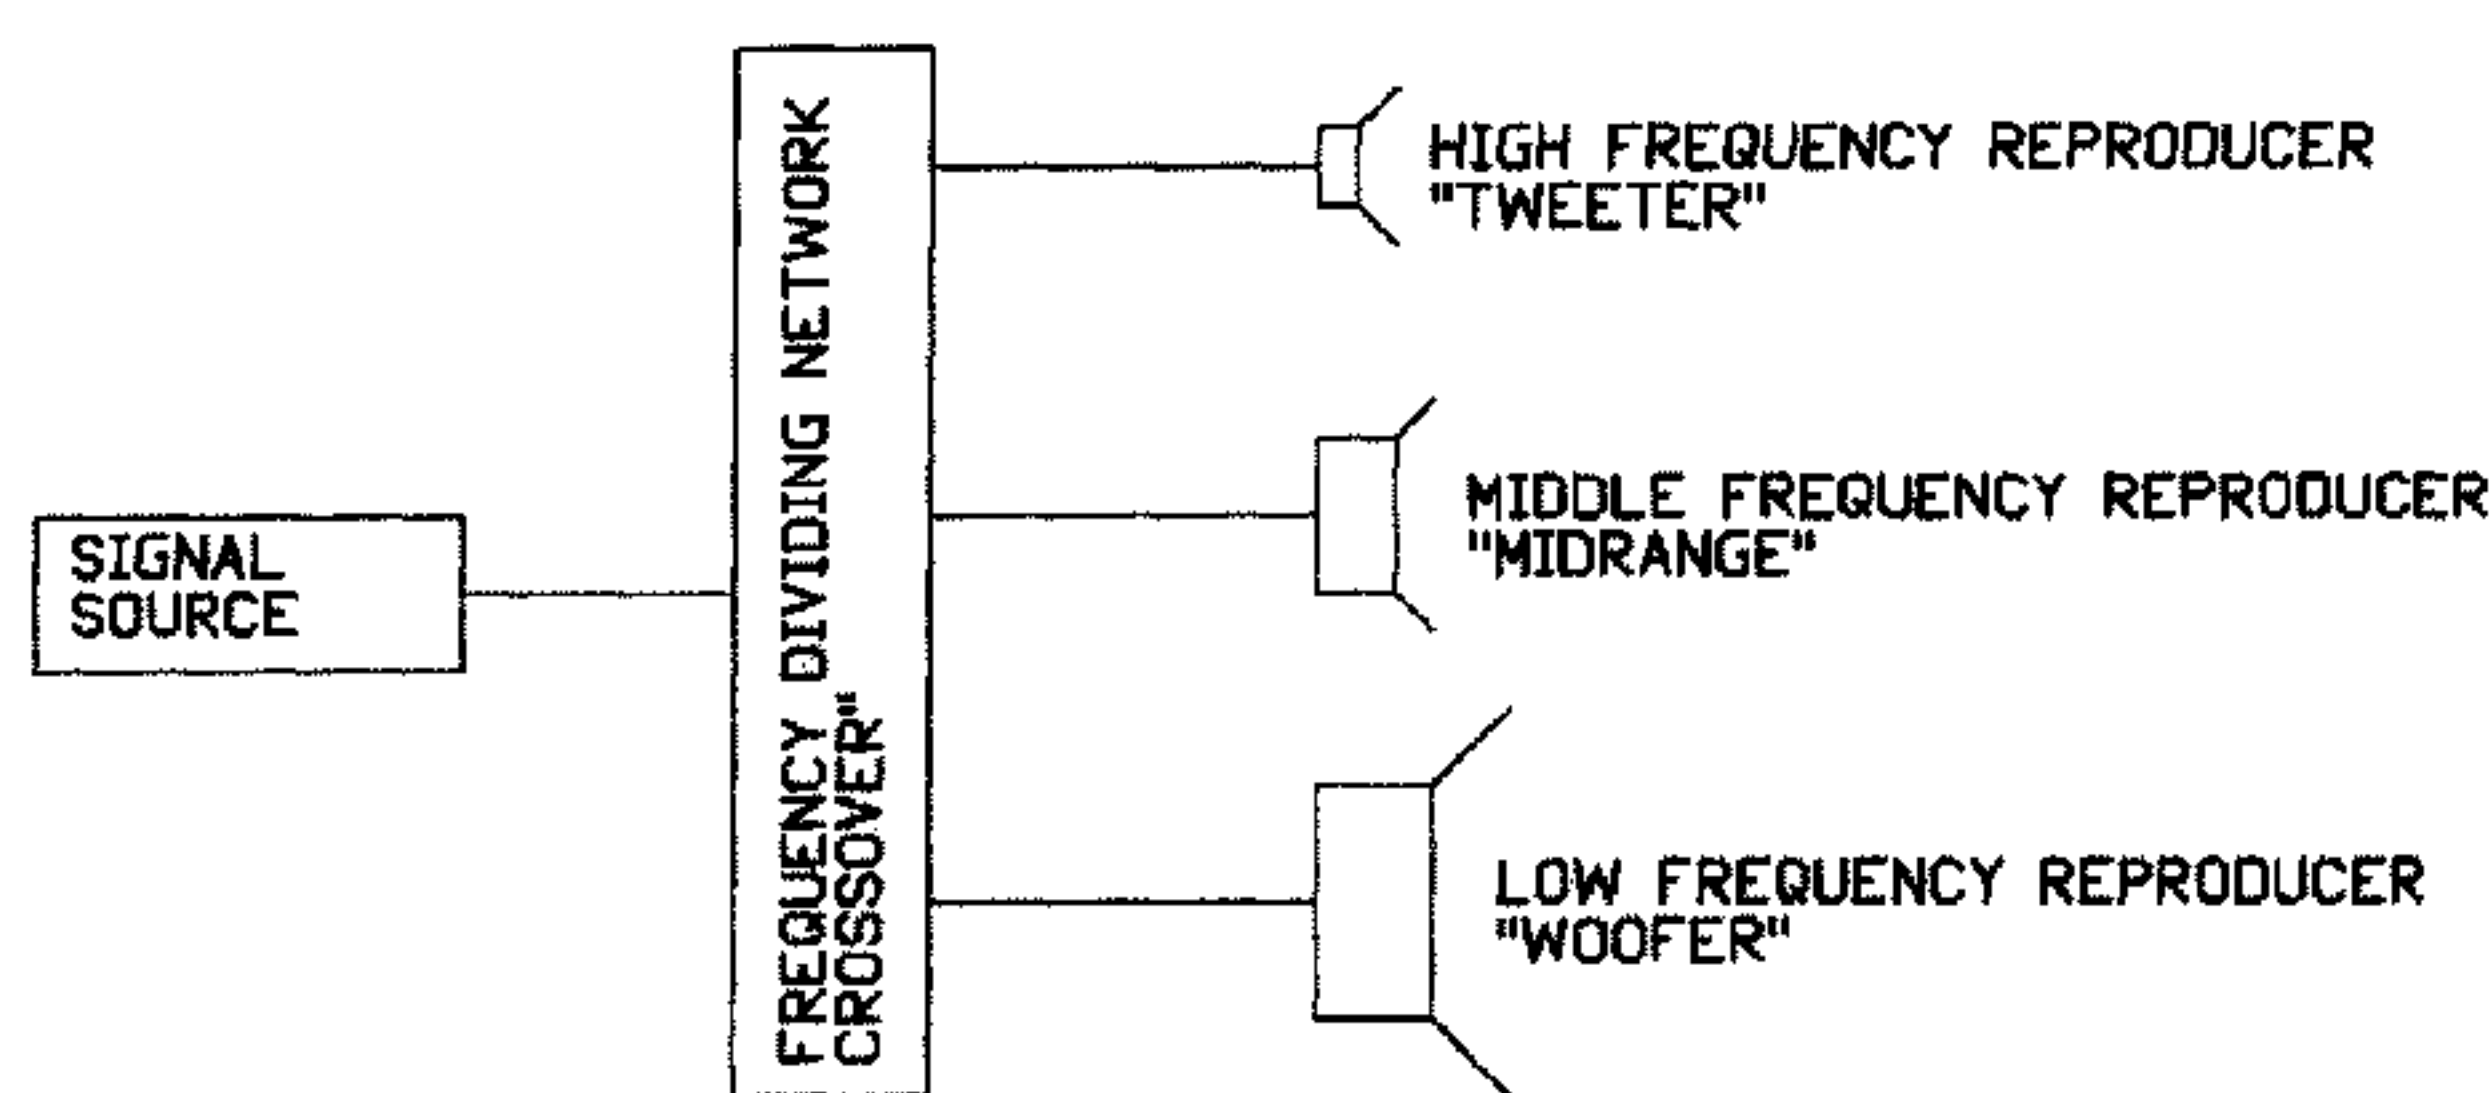 SIGNAL
SOURCE
FREQUENCY DIVIDING NETWORK
CROSSOVER"
HIGH FREQUENCY REPRODUCER
"TWEETER"
MIDDLE FREQUENCY REPRODUCER
"MIDRANGE"
LOW FREQUENCY REPRODUCER
"WOOFER"